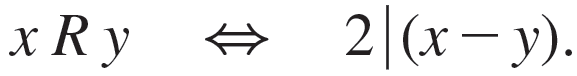 x R y ⇔ 2|(x − y).